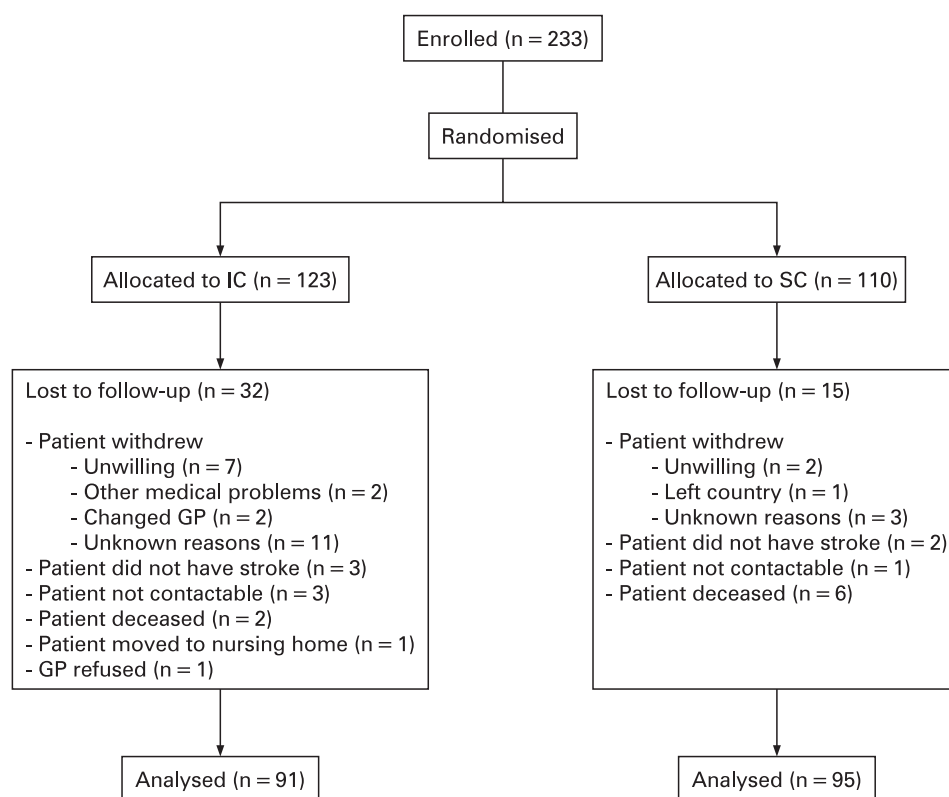 Enrolled (n = 233)
Randomised
Allocated to IC (n = 123)
Allocated to SC (n = 110)
Lost to follow-up (n = 32)
- Patient withdrew
- Unwilling (n = 7)
- Other medical problems (n = 2)
- Changed GP (n = 2)
- Unknown reasons (n = 11)
- Patient did not have stroke (n = 3)
- Patient not contactable (n = 3)
- Patient deceased (n = 2)
- Patient moved to nursing home (n = 1)
- GP refused (n = 1)
Lost to follow-up (n = 15)
- Patient withdrew
- Unwilling (n = 2)
- Left country (n = 1)
- Unknown reasons (n = 3)
- Patient did not have stroke (n = 2)
- Patient not contactable (n = 1)
- Patient deceased (n = 6)
Analysed (n = 91)
Analysed (n = 95)